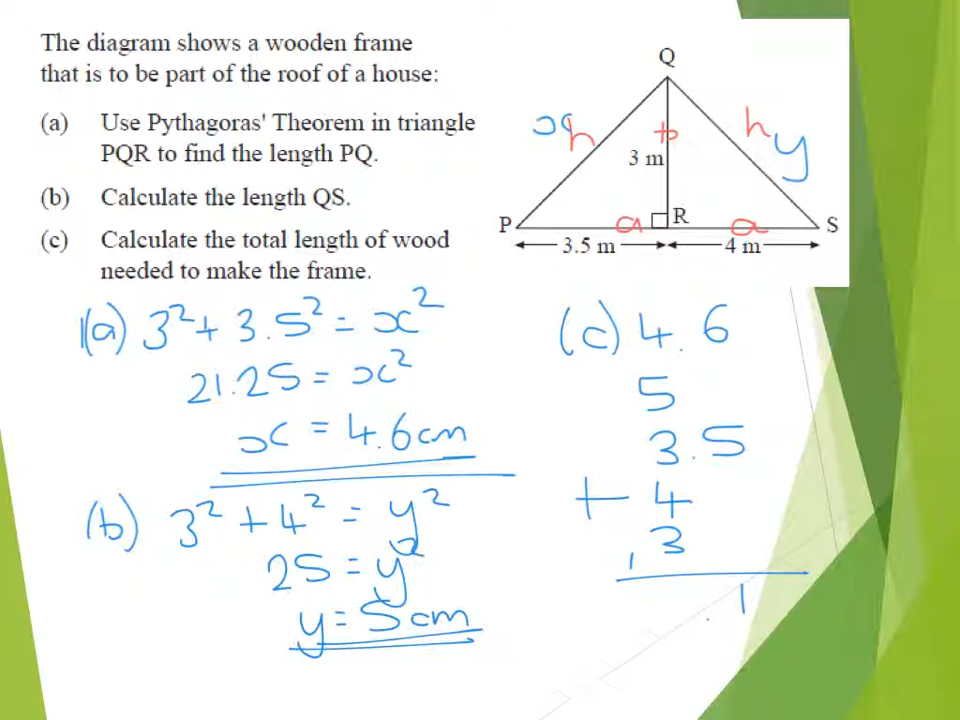 The diagram shows a wooden frame
that is to be part of the roof of a house:
(a) Use Pythagoras' Theorem in triangle
PQR to find the length PQ.
(b) Calculate the length QS.
(c) Calculate the total length of wood
needed to make the frame.
Q
x h b h y
3 m
P a R a S
3.5 m 4 m
1(a) 3² + 3.5² = x²
21.25 = x²
x = 4.6cm
(b) 3² + 4² = y²
25 = y²
y = 5cm
(c) 4.6
5
3.5
+ 4
3
1
1